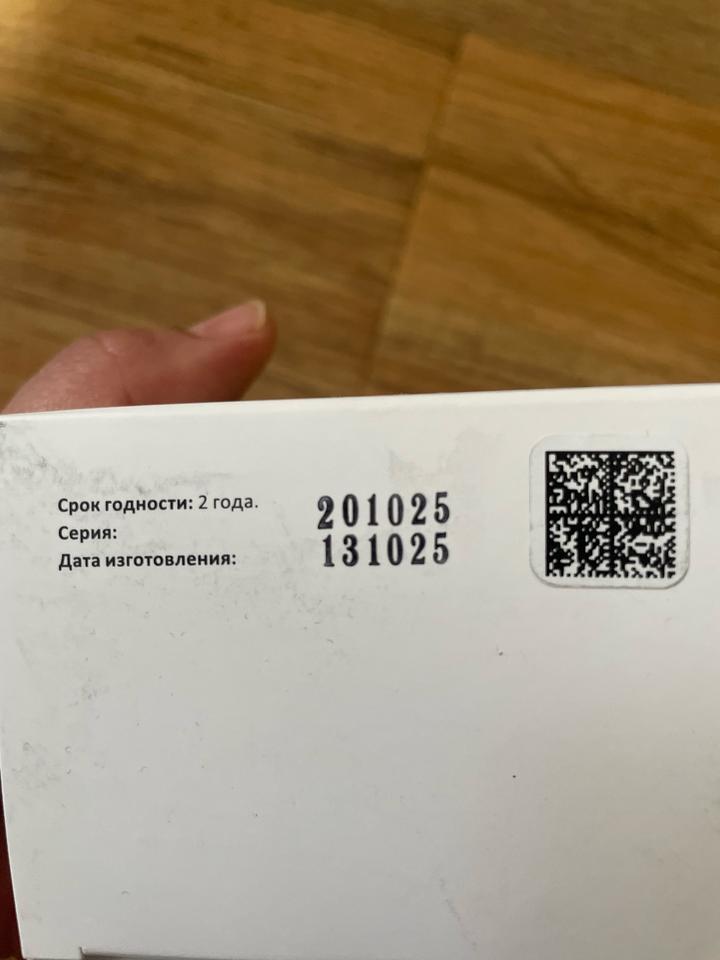 Срок годности: 2 года. 201025
Серия:
Дата изготовления: 131025